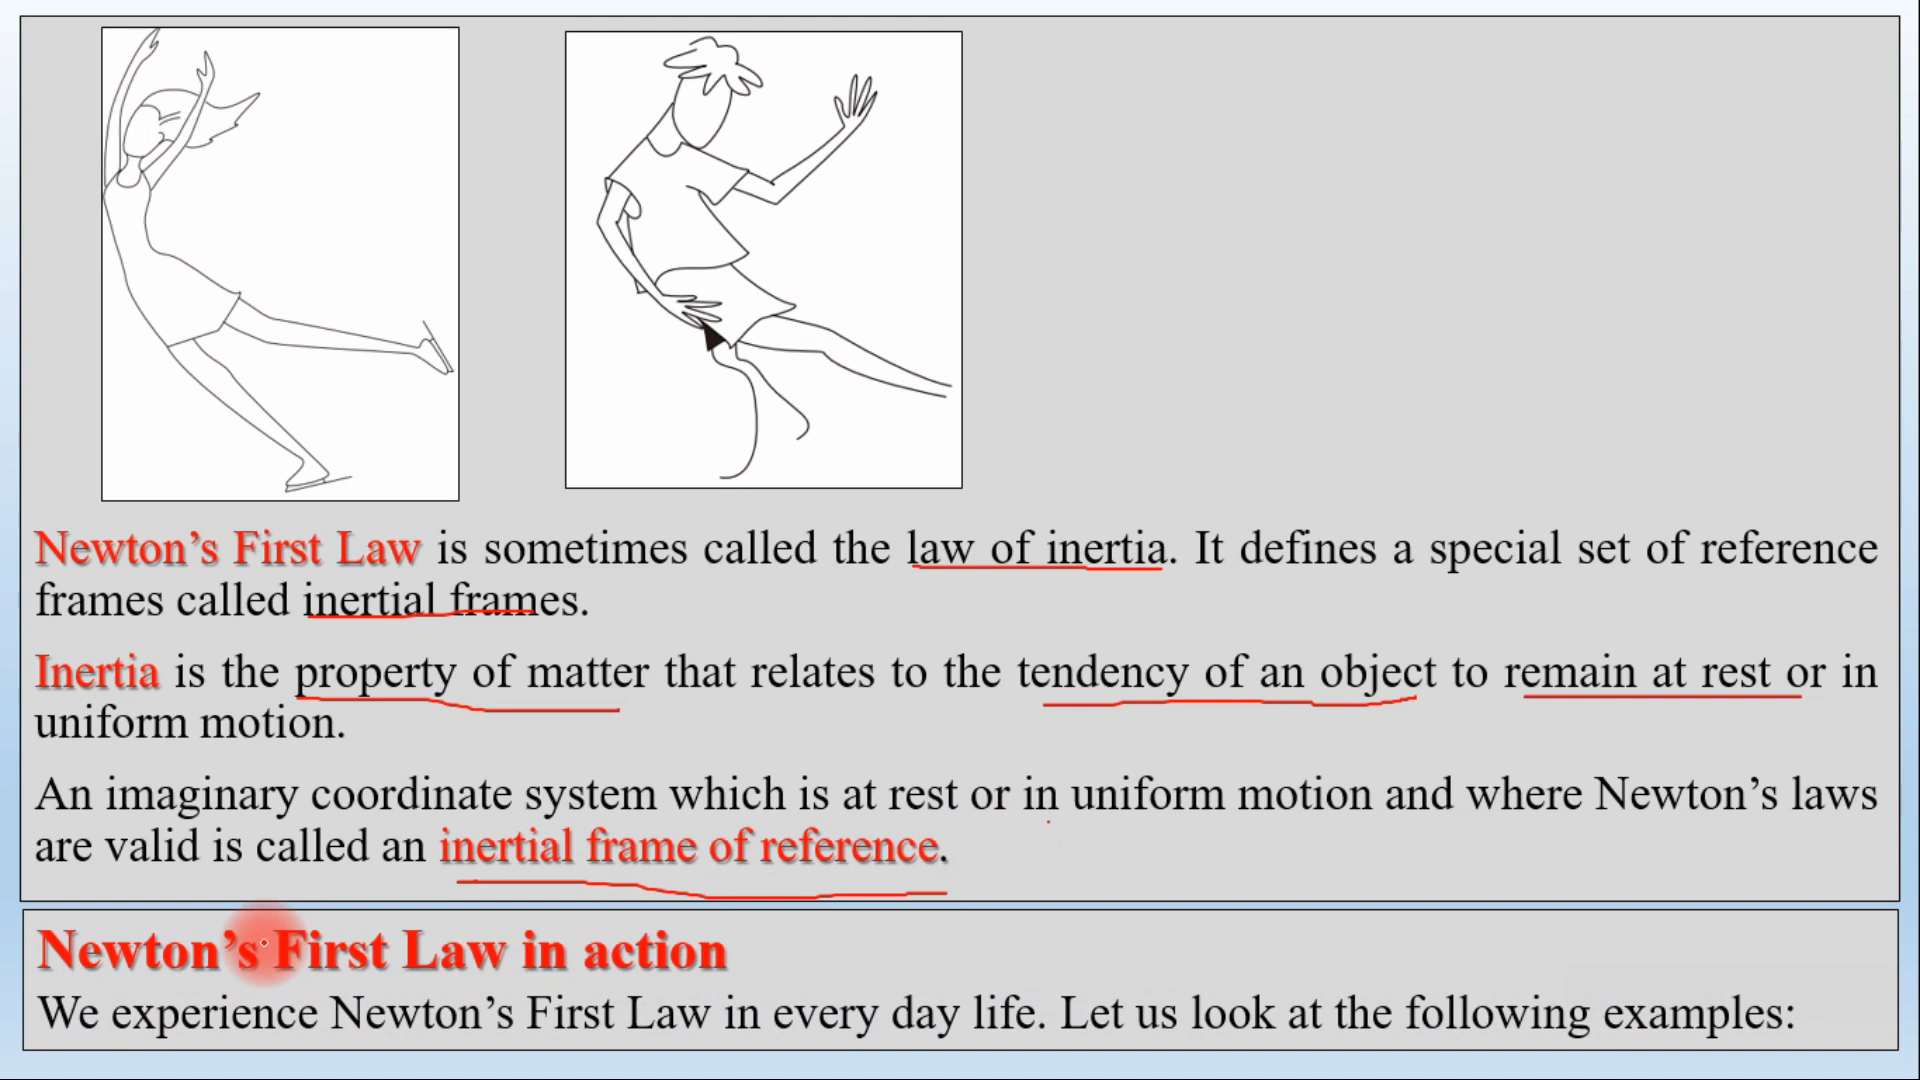 Newton’s First Law is sometimes called the law of inertia. It defines a special set of reference
frames called inertial frames.
Inertia is the property of matter that relates to the tendency of an object to remain at rest or in
uniform motion.
An imaginary coordinate system which is at rest or in uniform motion and where Newton’s laws
are valid is called an inertial frame of reference.
Newton’s First Law in action
We experience Newton’s First Law in every day life. Let us look at the following examples: